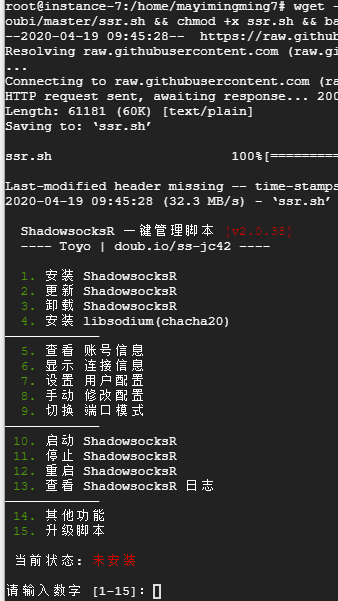 root@instance-7:/home/mayimingming7# wget -
oubi/master/ssr.sh && chmod +x ssr.sh && ba
--2020-04-19 09:45:28--  https://raw.githu
Resolving raw.githubusercontent.com (raw.gi
...
Connecting to raw.githubusercontent.com (ra
HTTP request sent, awaiting response... 200
Length: 61181 (60K) [text/plain]
Saving to: ‘ssr.sh’
ssr.sh 100%[===========
Last-modified header missing -- time-stamps
2020-04-19 09:45:28 (32.3 MB/s) - ‘ssr.sh’
ShadowsocksR 一键管理脚本 [v2.0.38]
---- Toyo | doub.io/ss-jc42 ----
1. 安装 ShadowsocksR
2. 更新 ShadowsocksR
3. 卸载 ShadowsocksR
4. 安装 libsodium(chacha20)
5. 查看 账号信息
6. 显示 连接信息
7. 设置 用户配置
8. 手动 修改配置
9. 切换 端口模式
10. 启动 ShadowsocksR
11. 停止 ShadowsocksR
12. 重启 ShadowsocksR
13. 查看 ShadowsocksR 日志
14. 其他功能
15. 升级脚本
当前状态: 未安装
请输入数字 [1-15]: